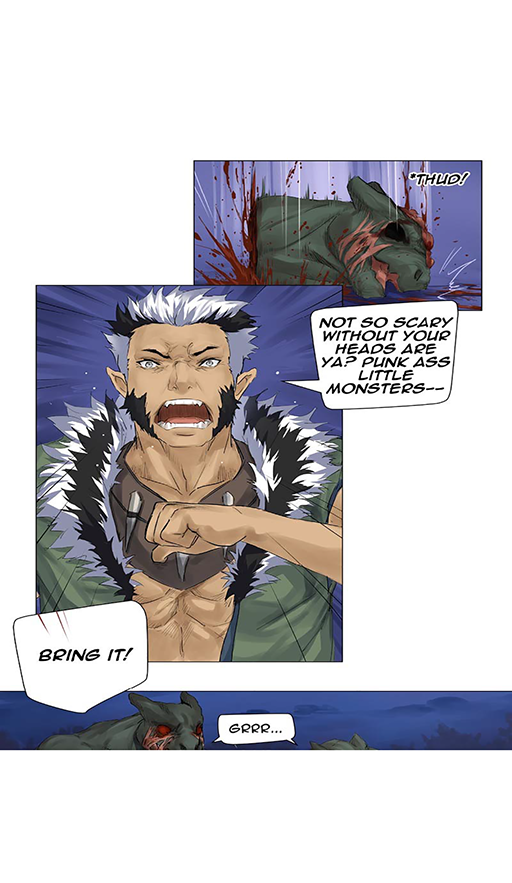 *THUD!
NOT SO SCARY
WITHOUT YOUR
HEADS ARE
YA? PUNK ASS
LITTLE
MONSTERS--
BRING IT!
GRRR...